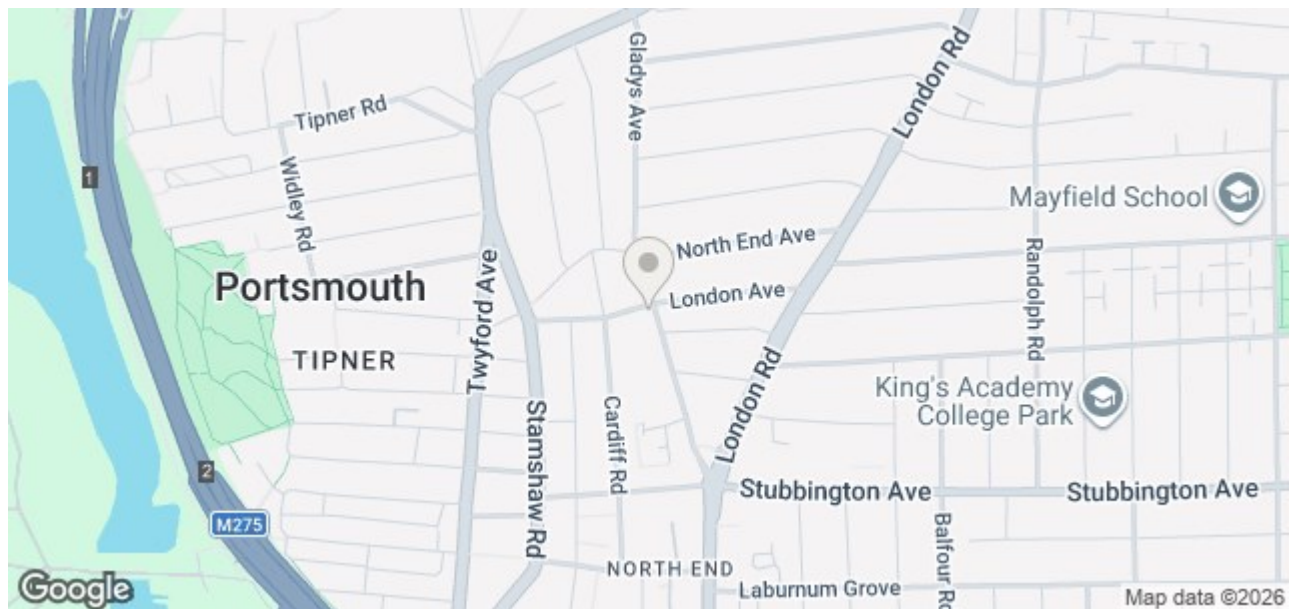 Gladys Ave
London Rd
Tipner Rd
1
Widley Rd
Mayfield School
North End Ave
Randolph Rd
Portsmouth
Twyford Ave
London Ave
TIPNER
London Rd
King's Academy
College Park
Stamshaw Rd
Cardiff Rd
2
Stubbington Ave
Stubbington Ave
M275
Balfour Rd
NORTH END
Laburnum Grove
Google
Map data ©2026